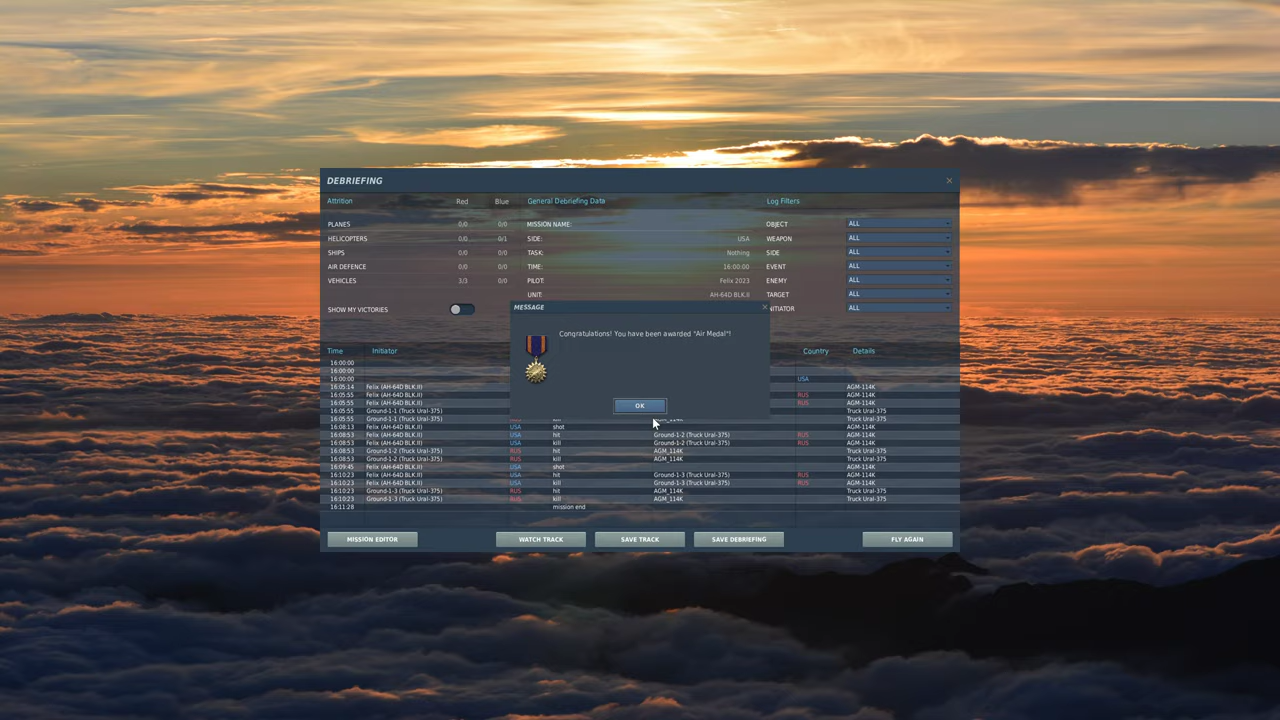 DEBRIEFING
Attrition Red Blue General Debriefing Data Log Filters
PLANES 0/0 0/0 MISSION NAME: OBJECT ALL
HELICOPTERS 0/0 0/1 SIDE: USA WEAPON ALL
SHIPS 0/0 0/0 TASK: Nothing SIDE ALL
AIR DEFENCE 0/0 0/0 TIME: 16:00:00 EVENT ALL
VEHICLES 3/3 0/0 PILOT: Felix 2023 ENEMY ALL
UNIT: AH-64D BLK.II TARGET ALL
SHOW MY VICTORIES NITIATOR ALL
MESSAGE
Congratulations! You have been awarded "Air Medal"!
OK
Time Initiator Country Details
16:00:00
16:00:00
16:00:00 USA
16:05:14 Felix (AH-64D BLK.II) AGM-114K
16:05:55 Felix (AH-64D BLK.II) RUS AGM-114K
16:05:55 Felix (AH-64D BLK.II) RUS AGM-114K
16:05:55 Ground-1-1 (Truck Ural-375) Truck Ural-375
16:05:55 Ground-1-1 (Truck Ural-375) Truck Ural-375
16:08:13 Felix (AH-64D BLK.II) USA shot AGM-114K
16:08:53 Felix (AH-64D BLK.II) USA hit Ground-1-2 (Truck Ural-375) RUS AGM-114K
16:08:53 Felix (AH-64D BLK.II) USA kill Ground-1-2 (Truck Ural-375) RUS AGM-114K
16:08:53 Ground-1-2 (Truck Ural-375) RUS hit AGM_114K Truck Ural-375
16:08:53 Ground-1-2 (Truck Ural-375) RUS kill AGM_114K Truck Ural-375
16:09:45 Felix (AH-64D BLK.II) USA shot AGM-114K
16:10:23 Felix (AH-64D BLK.II) USA hit Ground-1-3 (Truck Ural-375) RUS AGM-114K
16:10:23 Felix (AH-64D BLK.II) USA kill Ground-1-3 (Truck Ural-375) RUS AGM-114K
16:10:23 Ground-1-3 (Truck Ural-375) RUS hit AGM_114K Truck Ural-375
16:10:23 Ground-1-3 (Truck Ural-375) RUS kill AGM_114K Truck Ural-375
16:11:28 mission end
MISSION EDITOR WATCH TRACK SAVE TRACK SAVE DEBRIEFING FLY AGAIN